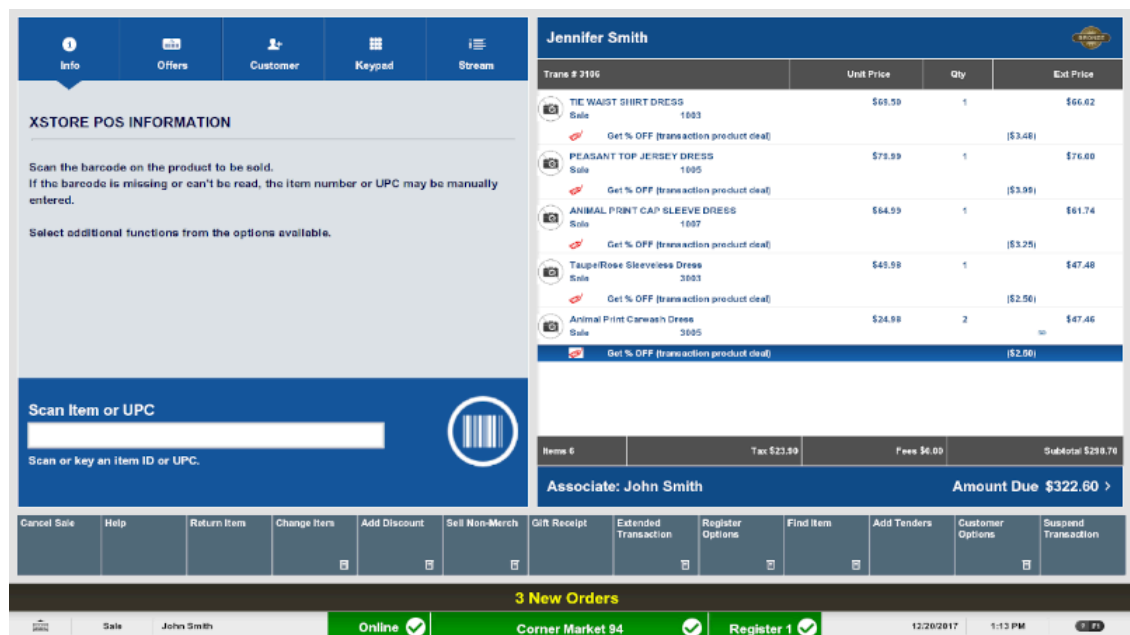 Info Offers Customer Keypad Stream
XSTORE POS INFORMATION
Scan the barcode on the product to be sold.
If the barcode is missing or can't be read, the item number or UPC may be manually
entered.
Select additional functions from the options available.
Scan Item or UPC
Scan or key an item ID or UPC.
Jennifer Smith
BRONZE
Trans # 3106 Unit Price Qty Ext Price
TIE WAIST SHIRT DRESS $69.50 1 $66.02
Sale 1003
Get % OFF (transaction product deal) ($3.48)
PEASANT TOP JERSEY DRESS $79.99 1 $76.00
Sale 1005
Get % OFF (transaction product deal) ($3.99)
ANIMAL PRINT CAP SLEEVE DRESS $64.99 1 $61.74
Sale 1007
Get % OFF (transaction product deal) ($3.25)
Taupe/Rose Sleeveless Dress $49.98 1 $47.48
Sale 3003
Get % OFF (transaction product deal) ($2.50)
Animal Print Carwash Dress $24.98 2 $47.46
Sale 3005
Get % OFF (transaction product deal) ($2.50)
Items 6 Tax $23.90 Fees $0.00 Subtotal $298.70
Associate: John Smith Amount Due $322.60 >
Cancel Sale Help Return Item Change Item Add Discount Sell Non-Merch Gift Receipt Extended Register Find Item Add Tenders Customer Suspend
Transaction Options Options Transaction
3 New Orders
Sale John Smith Online Corner Market 94 Register 1 12/20/2017 1:13 PM